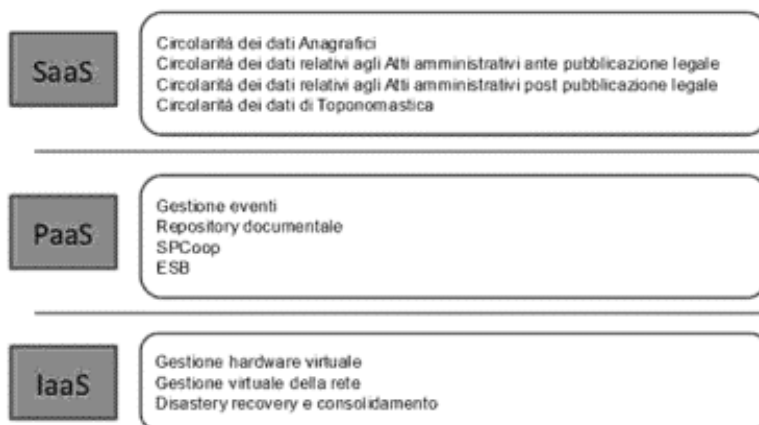 SaaS
Circolarità dei dati Anagrafici
Circolarità dei dati relativi agli Atti amministrativi ante pubblicazione legale
Circolarità dei dati relativi agli Atti amministrativi post pubblicazione legale
Circolarità dei dati di Toponomastica
PaaS
Gestione eventi
Repository documentale
SPCoop
ESB
IaaS
Gestione hardware virtuale
Gestione virtuale della rete
Disastery recovery e consolidamento